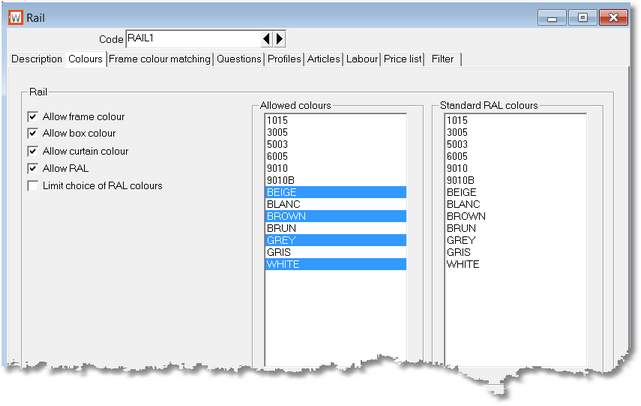 W Rail
Code RAIL1
Description Colours Frame colour matching Questions Profiles Articles Labour Price list Filter
Rail
Allow frame colour
Allow box colour
Allow curtain colour
Allow RAL
Limit choice of RAL colours
Allowed colours
1015
3005
5003
6005
9010
9010B
BEIGE
BLANC
BROWN
BRUN
GREY
GRIS
WHITE
Standard RAL colours
1015
3005
5003
6005
9010
9010B
BEIGE
BLANC
BROWN
BRUN
GREY
GRIS
WHITE